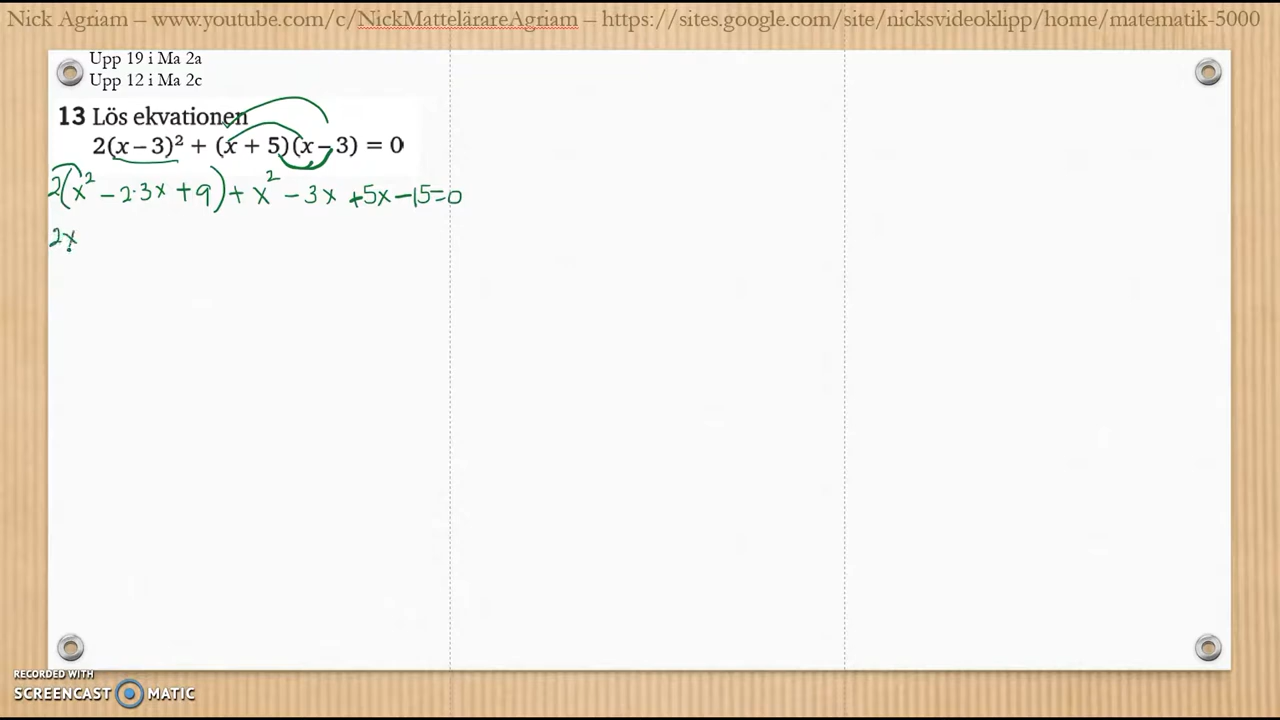 Nick Agriam – www.youtube.com/c/NickMattelärareAgriam – https://sites.google.com/site/nicksvideoklipp/home/matematik-5000
Upp 19 i Ma 2a
Upp 12 i Ma 2c
13 Lös ekvationen
2(x – 3)² + (x + 5)(x – 3) = 0
2(x² – 2·3x + 9) + x² – 3x + 5x – 15 = 0
2x
RECORDED WITH
SCREENCAST MATIC